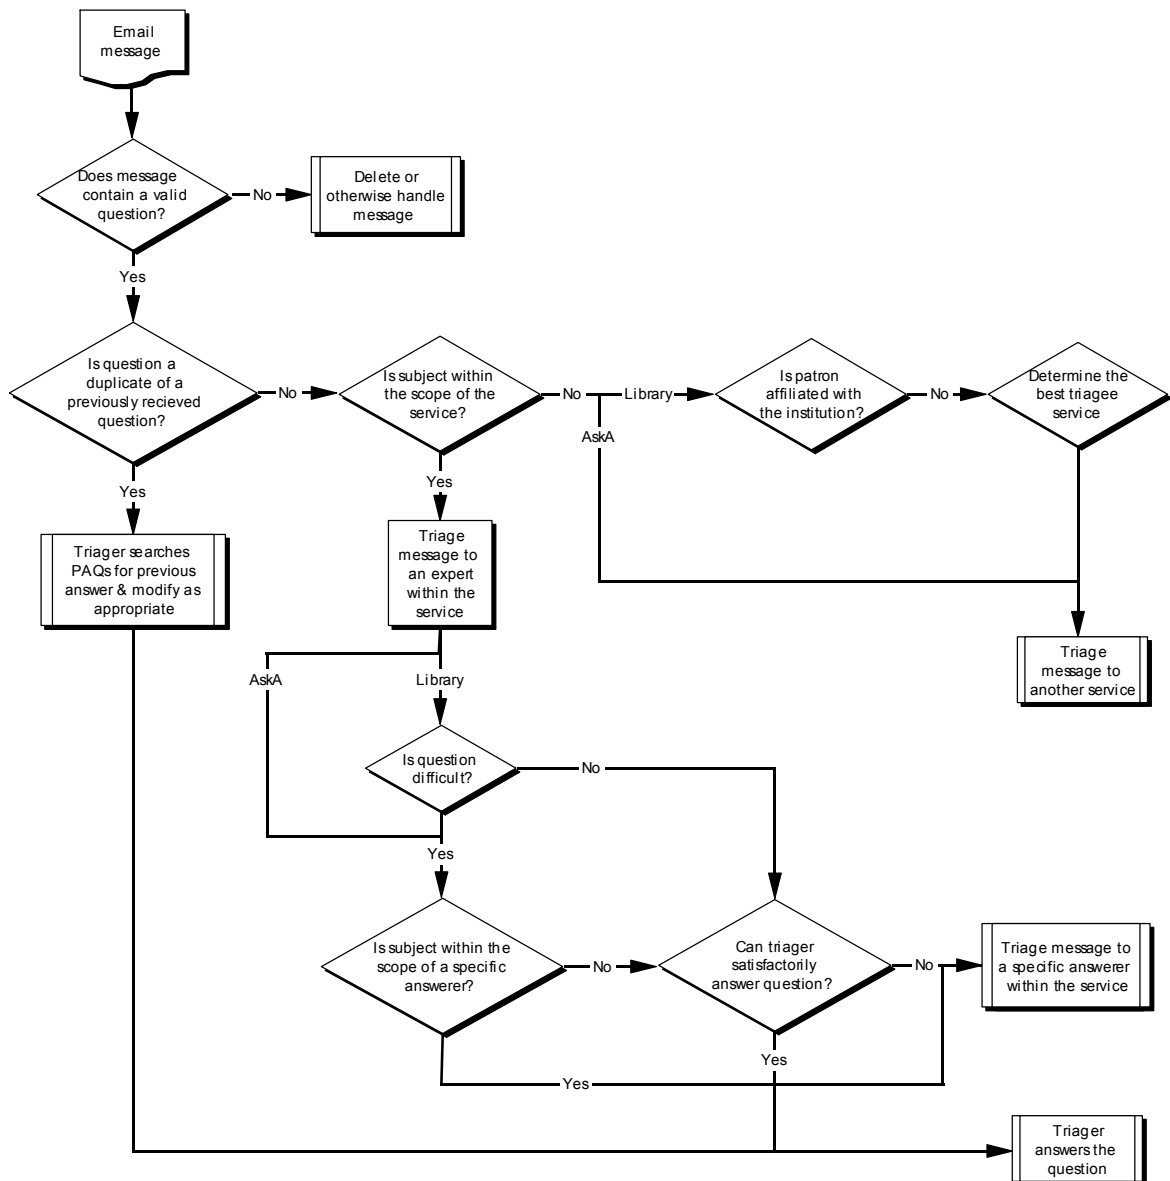 Email
message
Does message
contain a valid
question?
No
Delete or
otherwise handle
message
Yes
Is question a
duplicate of a
previously recieved
question?
No
Is subject within
the scope of the
service?
No
Library
Is patron
affiliated with
the institution?
No
Determine the
best triagee
service
AskA
Yes
Yes
Triager searches
PAQs for previous
answer & modify as
appropriate
Triage
message to
an expert
within the
service
Triage
message to
another service
AskA
Library
Is question
difficult?
No
Yes
Is subject within the
scope of a specific
answerer?
No
Can triager
satisfactorily
answer question?
No
Triage message to
a specific answerer
within the service
Yes
Yes
Triager
answers the
question